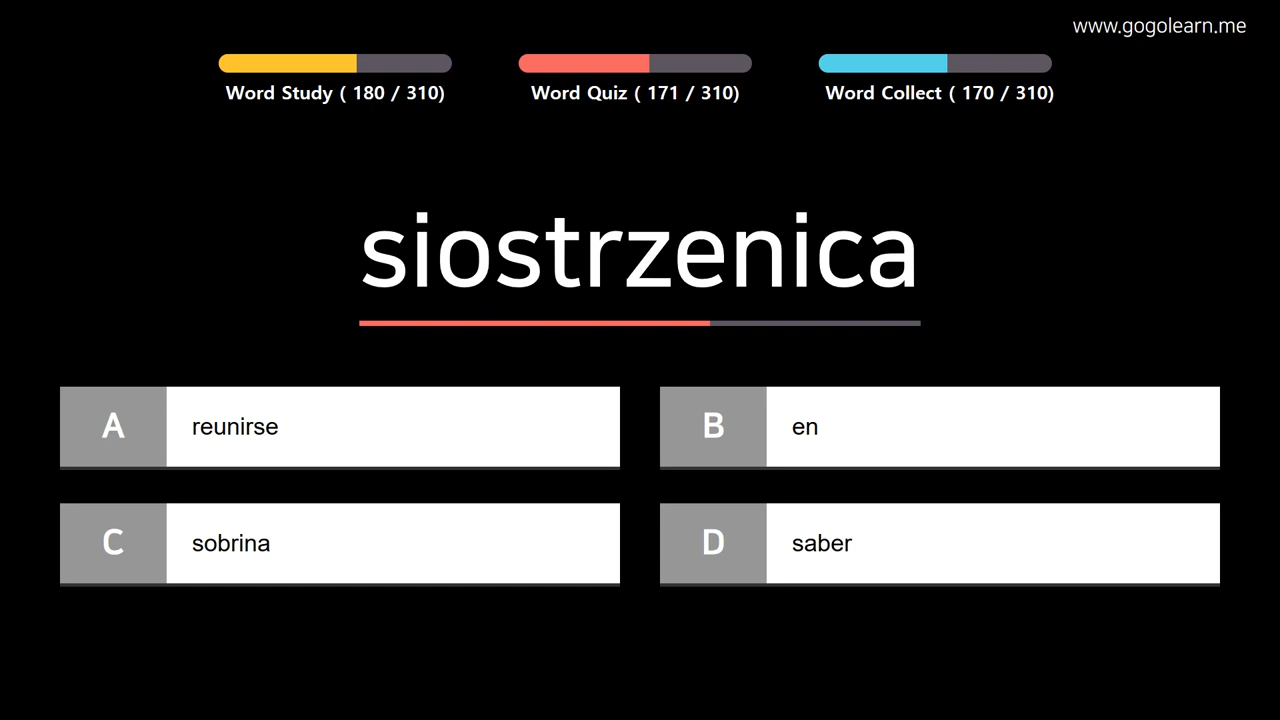 www.gogolearn.me
Word Study ( 180 / 310)
Word Quiz ( 171 / 310)
Word Collect ( 170 / 310)
siostrzenica
A reunirse
B en
C sobrina
D saber